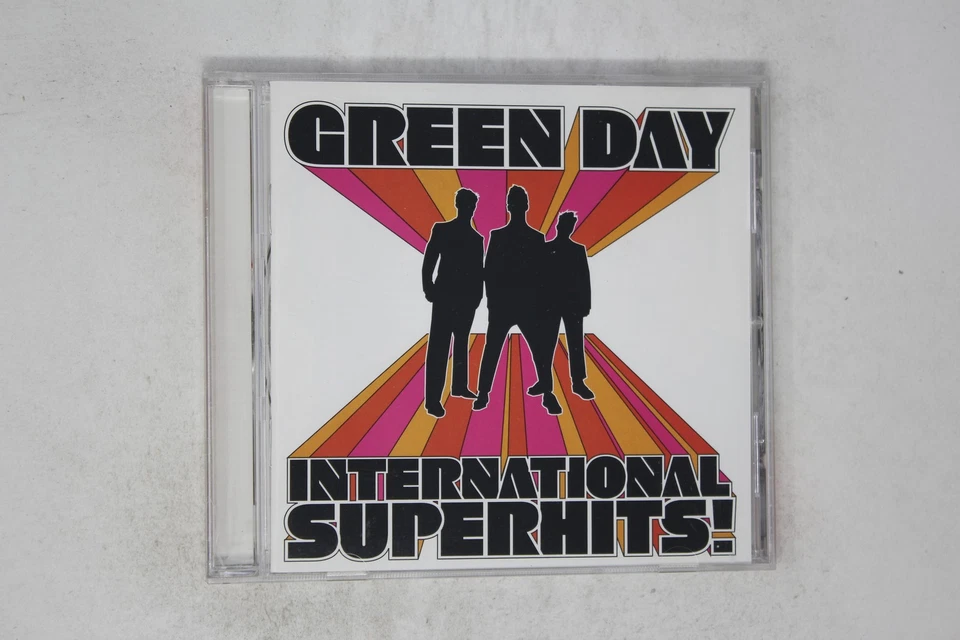 GREEN DAY
INTERNATIONAL
SUPERHITS!